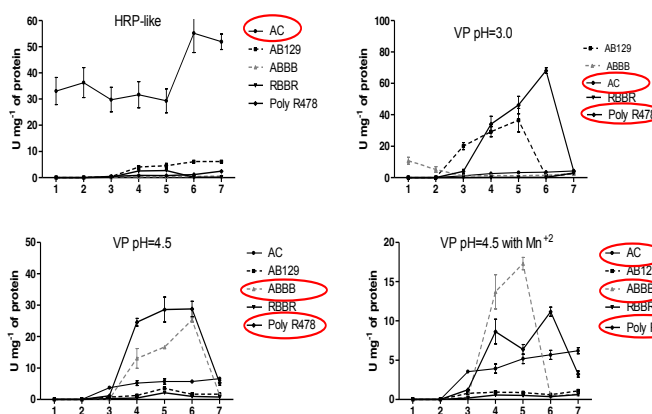 HRP-like
U mg-1 of protein
60
50
40
30
20
10
0
1 2 3 4 5 6 7
AC
AB129
ABBB
RBBR
Poly R478
VP pH=3.0
U mg-1 of protein
100
80
60
40
20
0
1 2 3 4 5 6 7
AB129
ABBB
AC
RBBR
Poly R478
VP pH=4.5
U mg-1 of protein
50
40
30
20
10
0
1 2 3 4 5 6 7
AC
AB129
ABBB
RBBR
Poly R478
VP pH=4.5 with Mn+2
U mg-1 of protein
20
15
10
5
0
1 2 3 4 5 6 7
AC
AB12
ABBB
RBBR
Poly